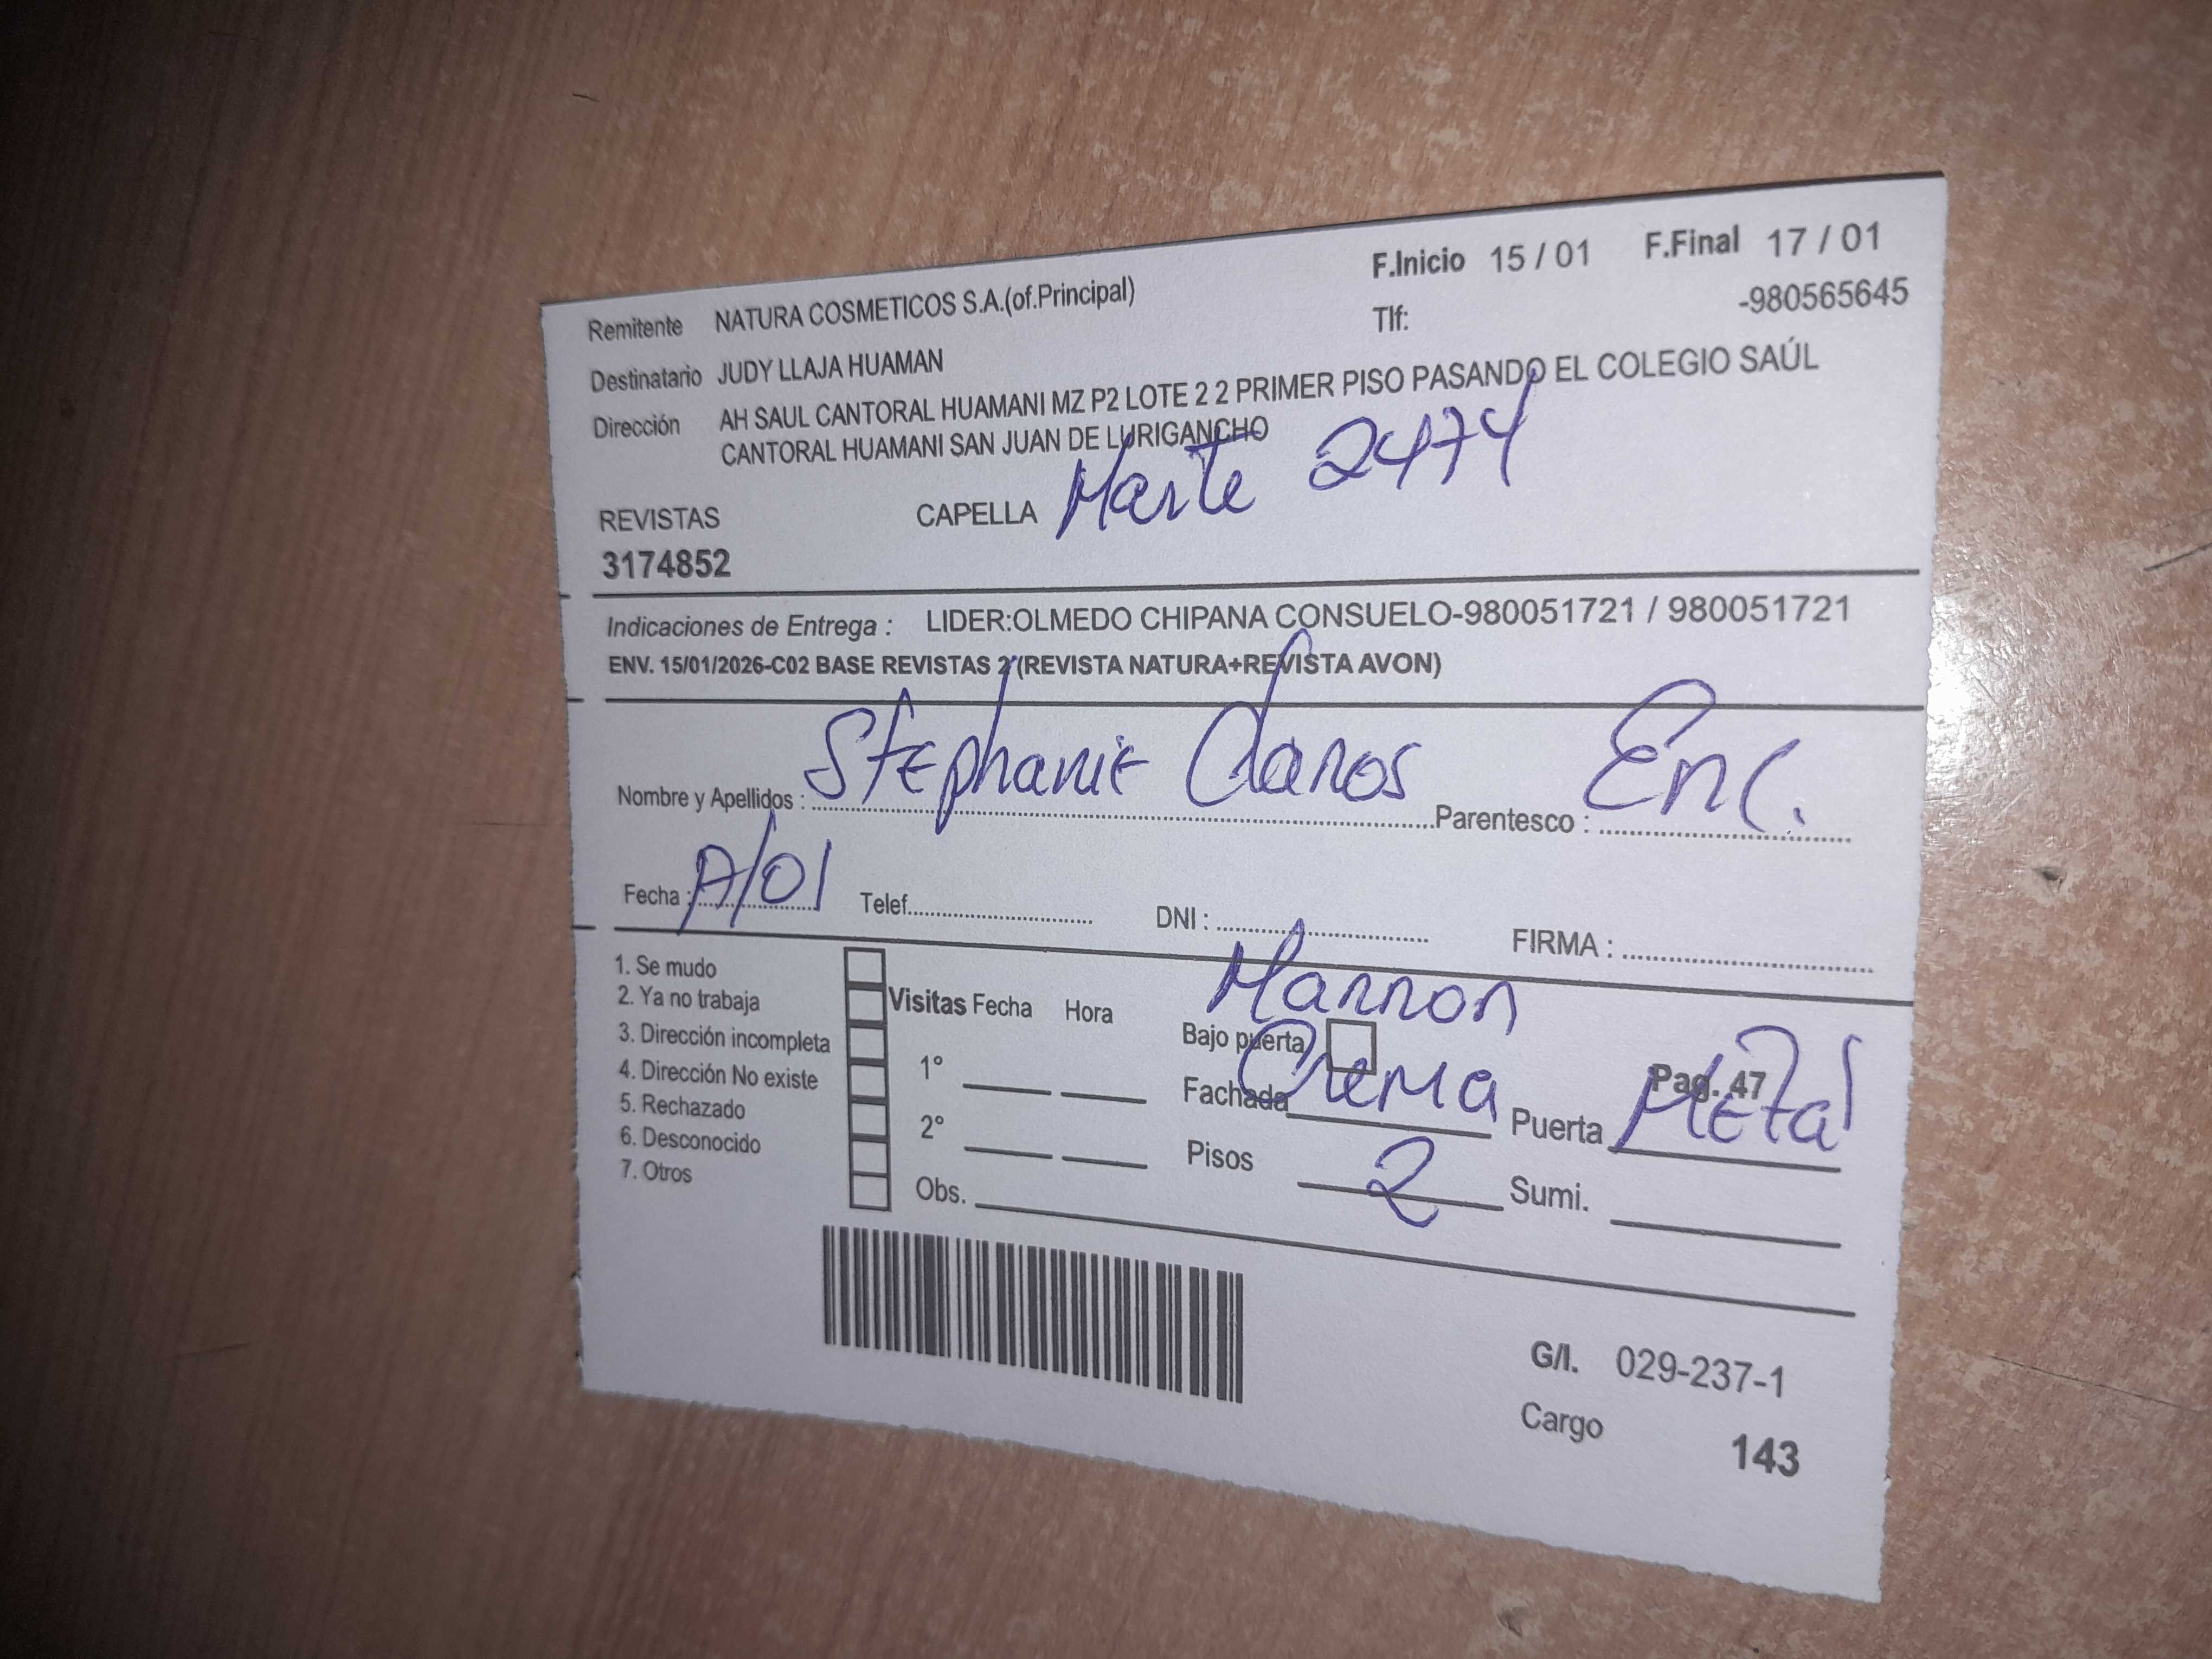 F.Inicio 15 / 01 F.Final 17 / 01
Remitente NATURA COSMETICOS S.A.(of.Principal) Tlf: -980565645
Destinatario JUDY LLAJA HUAMAN
Dirección AH SAUL CANTORAL HUAMANI MZ P2 LOTE 2 2 PRIMER PISO PASANDO EL COLEGIO SAÚL
CANTORAL HUAMANI SAN JUAN DE LURIGANCHO
REVISTAS CAPELLA Marte 2474
3174852
Indicaciones de Entrega : LIDER:OLMEDO CHIPANA CONSUELO-980051721 / 980051721
ENV. 15/01/2026-C02 BASE REVISTAS 2 (REVISTA NATURA+REVISTA AVON)
Nombre y Apellidos : Stephanie Claros Parentesco : Enc.
Fecha : /01 Telef. DNI : FIRMA :
1. Se mudo
2. Ya no trabaja
3. Dirección incompleta
4. Dirección No existe
5. Rechazado
6. Desconocido
7. Otros
Visitas Fecha Hora
1°
2°
Obs.
Marron
Bajo puerta
Pag. 47
Fachada Crema Puerta Metal
Pisos 2 Sumi.
G/I. 029-237-1
Cargo 143